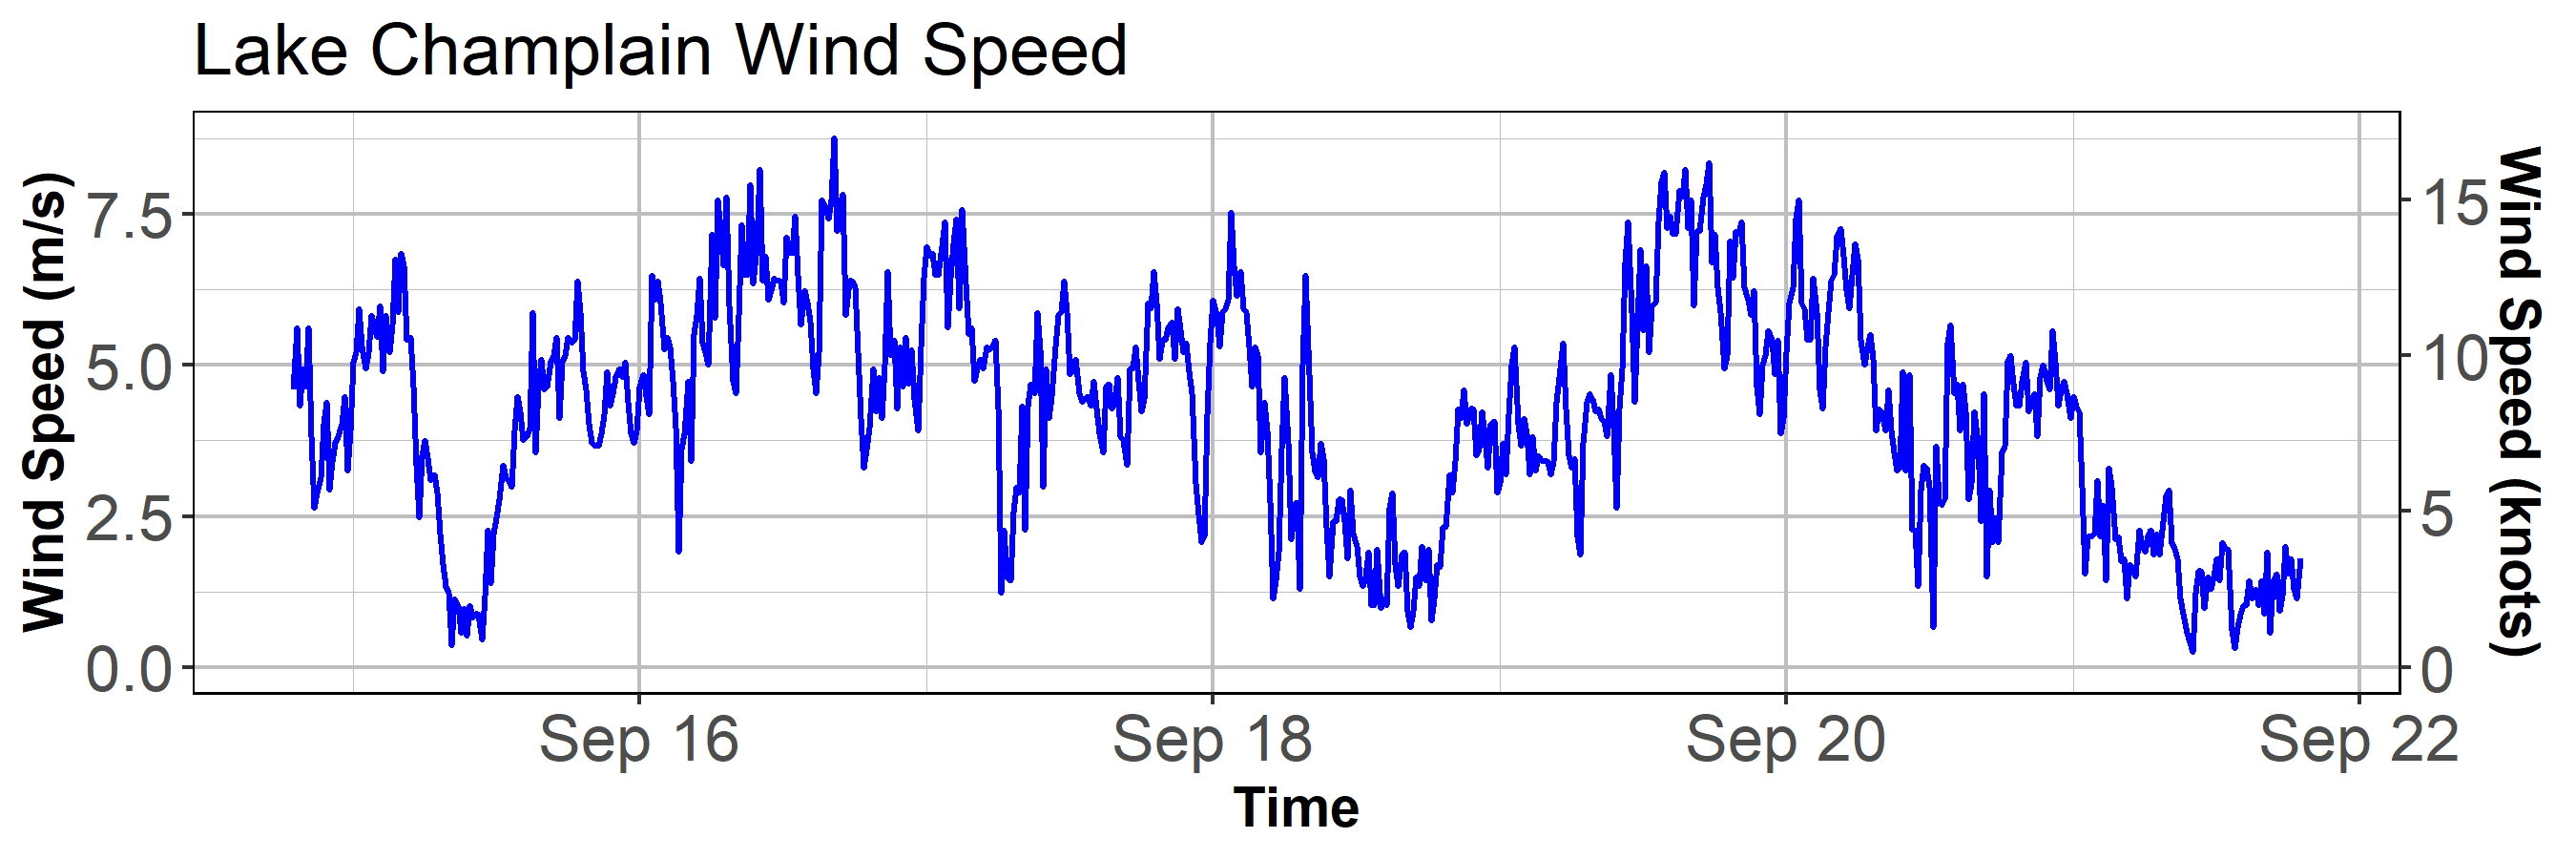 Lake Champlain Wind Speed
Wind Speed (m/s)
7.5
5.0
2.5
0.0
15
10
5
0
Wind Speed (knots)
Sep 16
Sep 18
Sep 20
Sep 22
Time